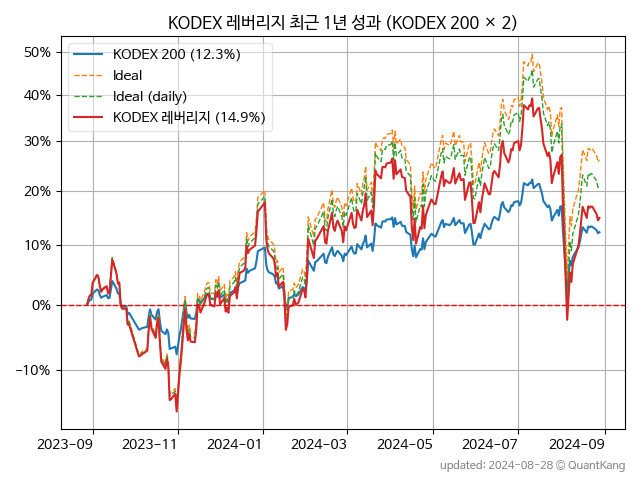 KODEX 레버리지 최근 1년 성과 (KODEX 200 × 2)
50%
40%
30%
20%
10%
0%
−10%
KODEX 200 (12.3%)
Ideal
Ideal (daily)
KODEX 레버리지 (14.9%)
2023-09
2023-11
2024-01
2024-03
2024-05
2024-07
2024-09
updated: 2024-08-28 © QuantKang